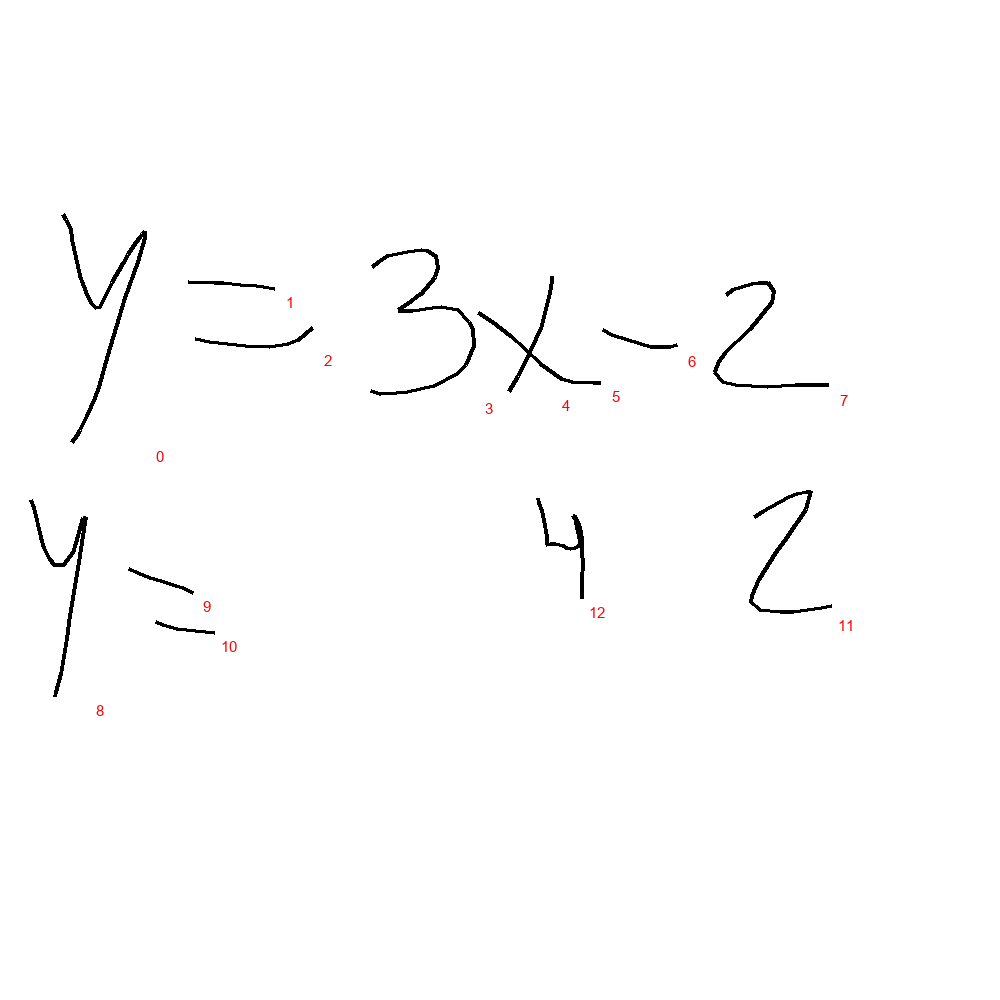 y = 3x - 2
y = 4 2